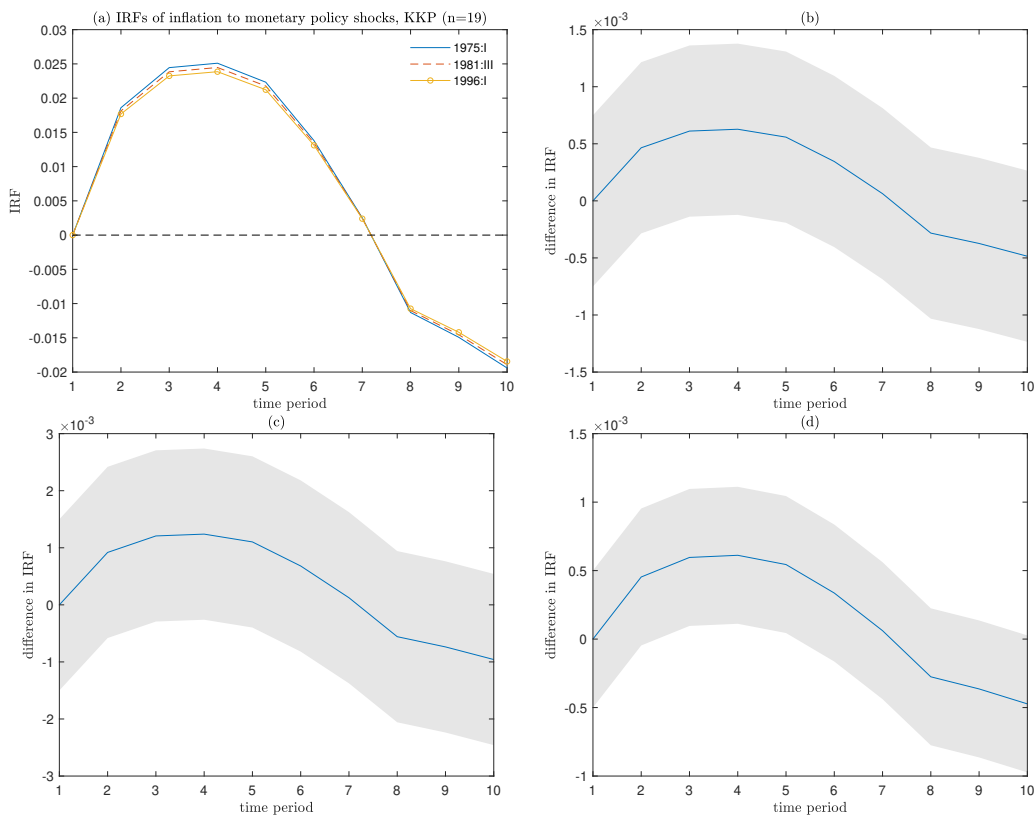 (a) IRFs of inflation to monetary policy shocks, KKP (n=19)
0.03
0.025
0.02
0.015
0.01
0.005
0
-0.005
-0.01
-0.015
-0.02
IRF
1975:I
1981:III
1996:I
1 2 3 4 5 6 7 8 9 10
time period
(b)
×10-3
1.5
1
0.5
0
-0.5
-1
-1.5
difference in IRF
1 2 3 4 5 6 7 8 9 10
time period
(c)
×10-3
3
2
1
0
-1
-2
-3
difference in IRF
1 2 3 4 5 6 7 8 9 10
time period
(d)
×10-3
1.5
1
0.5
0
-0.5
-1
difference in IRF
1 2 3 4 5 6 7 8 9 10
time period